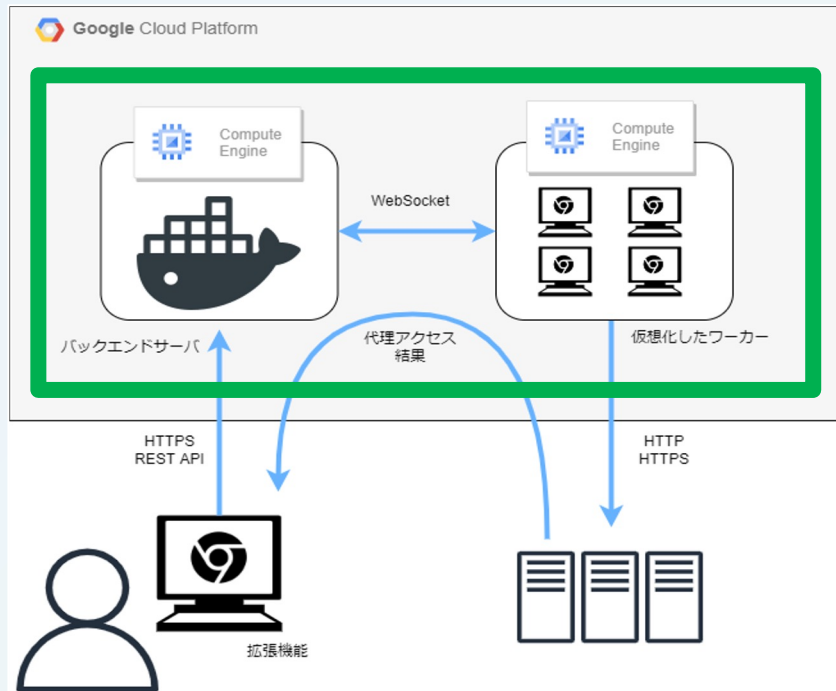 Google Cloud Platform
Compute
Engine
Compute
Engine
WebSocket
バックエンドサーバ
代理アクセス
結果
仮想化したワーカー
HTTPS
REST API
HTTP
HTTPS
拡張機能